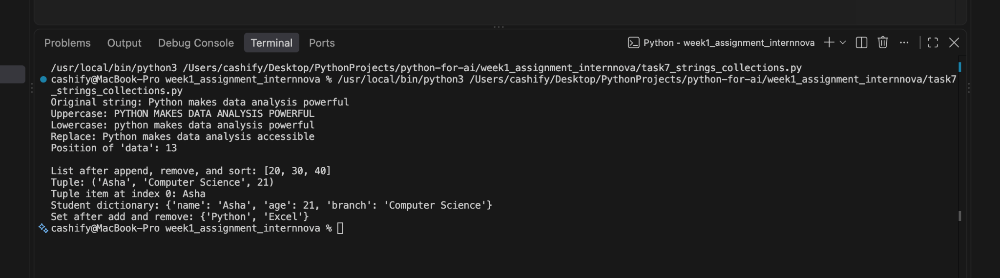 Problems Output Debug Console Terminal Ports Python - week1_assignment_internnova
/usr/local/bin/python3 /Users/cashify/Desktop/PythonProjects/python-for-ai/week1_assignment_internnova/task7_strings_collections.py
cashify@MacBook-Pro week1_assignment_internnova % /usr/local/bin/python3 /Users/cashify/Desktop/PythonProjects/python-for-ai/week1_assignment_internnova/task7
_strings_collections.py
Original string: Python makes data analysis powerful
Uppercase: PYTHON MAKES DATA ANALYSIS POWERFUL
Lowercase: python makes data analysis powerful
Replace: Python makes data analysis accessible
Position of 'data': 13
List after append, remove, and sort: [20, 30, 40]
Tuple: ('Asha', 'Computer Science', 21)
Tuple item at index 0: Asha
Student dictionary: {'name': 'Asha', 'age': 21, 'branch': 'Computer Science'}
Set after add and remove: {'Python', 'Excel'}
cashify@MacBook-Pro week1_assignment_internnova %